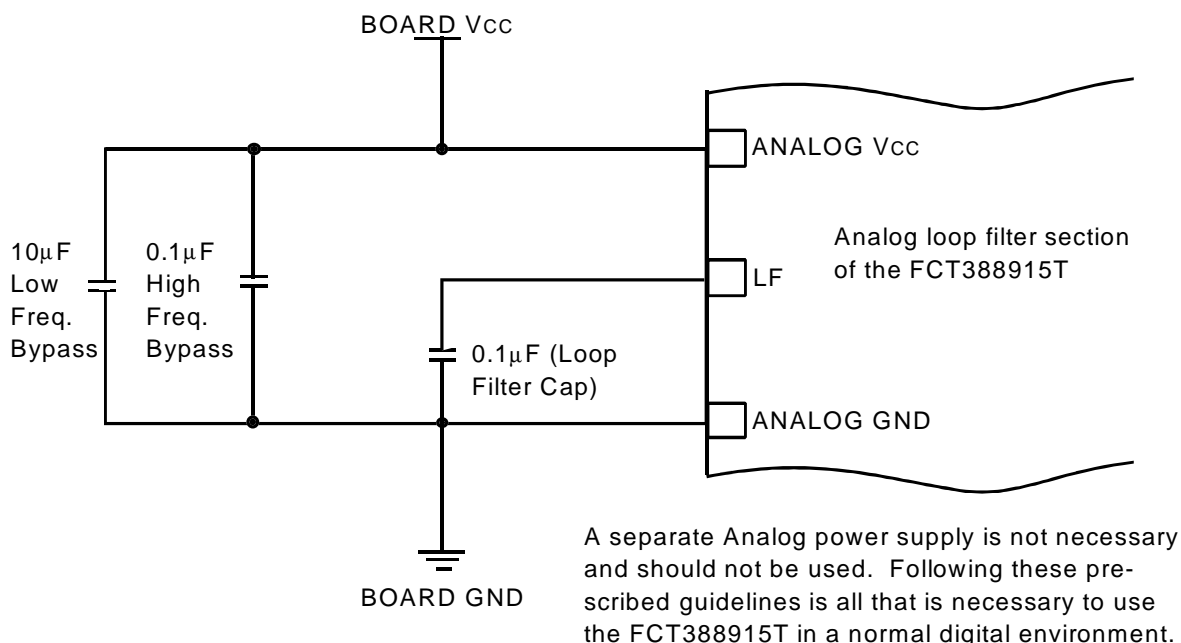 BOARD VCC
ANALOG VCC
10μF
Low
Freq.
Bypass
0.1μF
High
Freq.
Bypass
Analog loop filter section
of the FCT388915T
LF
0.1μF (Loop
Filter Cap)
ANALOG GND
BOARD GND
A separate Analog power supply is not necessary
and should not be used.  Following these pre-
scribed guidelines is all that is necessary to use
the FCT388915T in a normal digital environment.